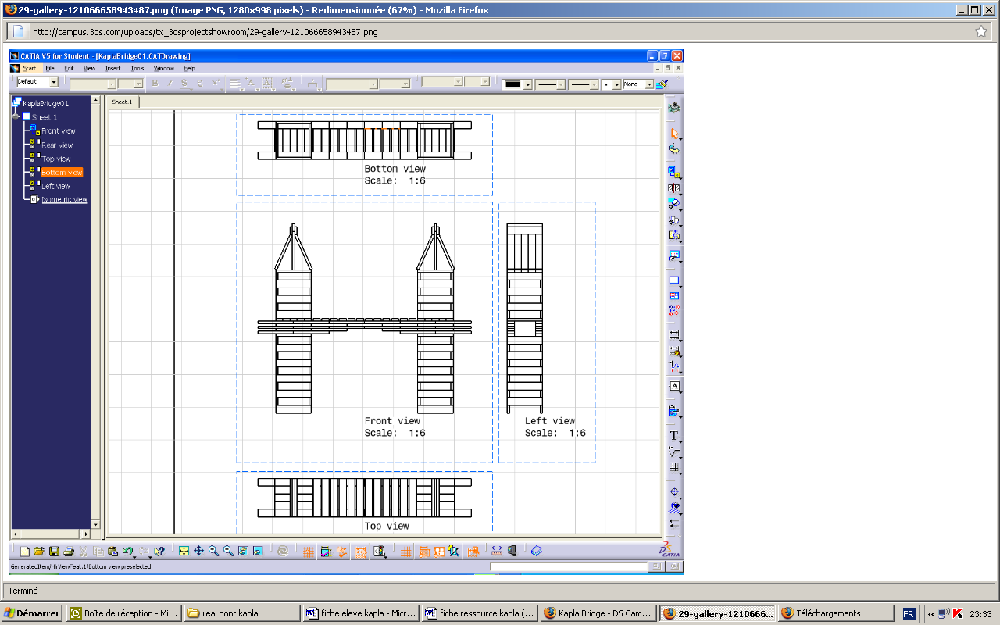 29-gallery-121066658943487.png (Image PNG, 1280x998 pixels) - Redimensionnée (67%) - Mozilla Firefox
http://campus.3ds.com/uploads/tx_3dsprojectshowroom/29-gallery-121066658943487.png
CATIA V5 for Student - [KaplaBridge01.CATDrawing]
Start File Edit View Insert Tools Window Help
Default
None
KaplaBridge01
Sheet.1
Front view
Rear view
Top view
Bottom view
Left view
Isometric view
Sheet.1
Bottom view
Scale: 1:6
Front view
Scale: 1:6
Left view
Scale: 1:6
Top view
CATIA
GeneratedItem/HlrViewFeat.1/Bottom view preselected
Terminé
Démarrer
Boîte de réception - Mi...
real pont kapla
fiche eleve kapla - Micr...
fiche ressource kapla (...
Kapla Bridge - DS Cam...
29-gallery-1210666...
Téléchargements
FR
23:33